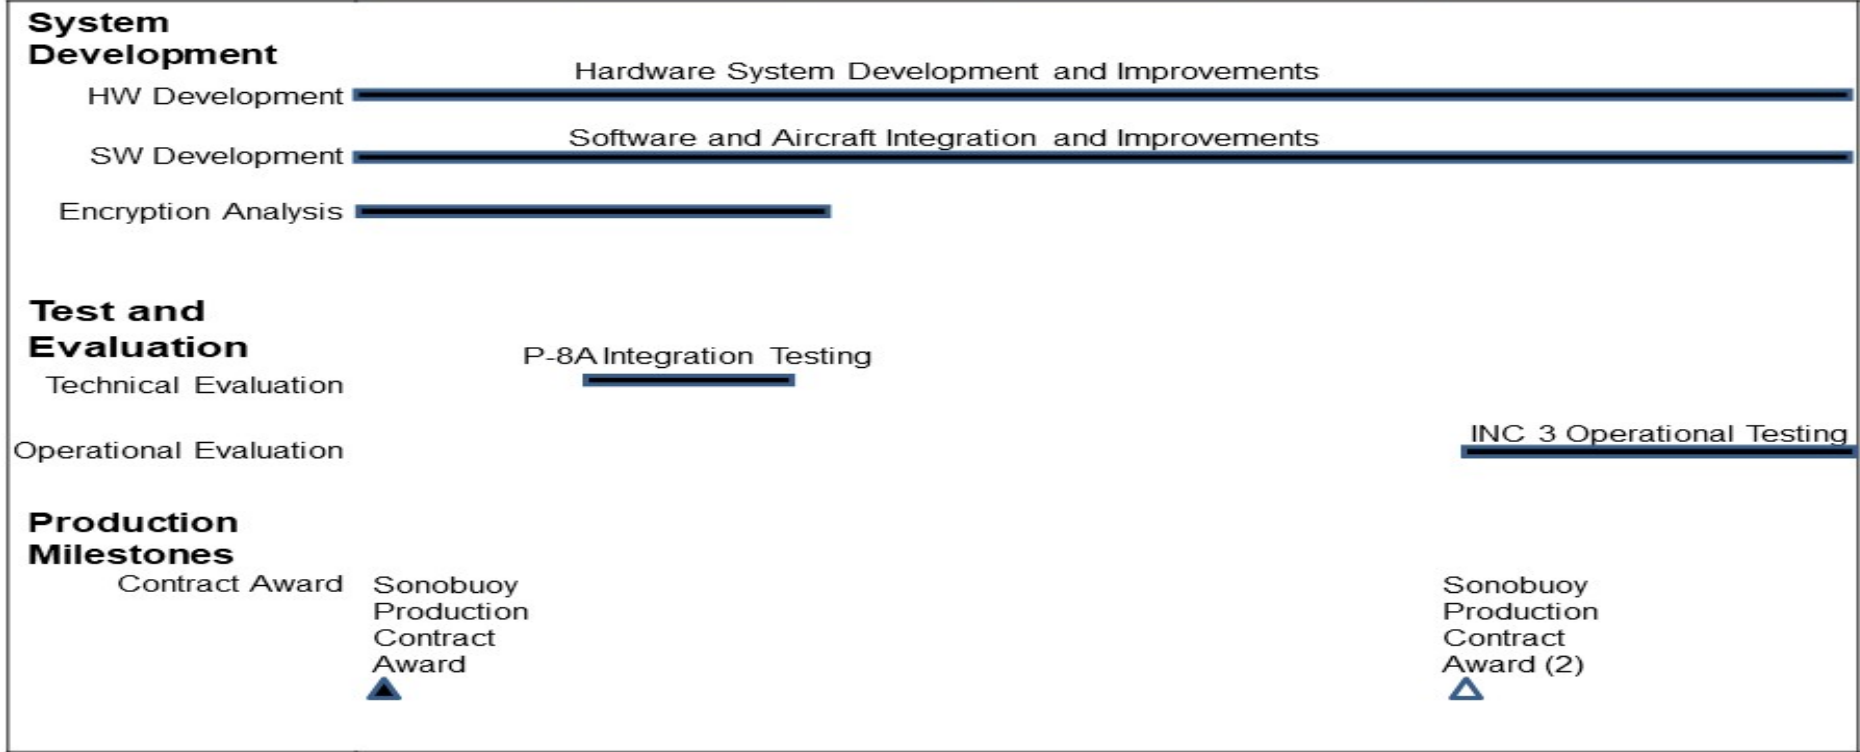 System
Development
Hardware System Development and Improvements
HW Development
Software and Aircraft Integration and Improvements
SW Development
Encryption Analysis
Test and
Evaluation
P-8A Integration Testing
Technical Evaluation
INC 3 Operational Testing
Operational Evaluation
Production
Milestones
Contract Award
Sonobuoy
Production
Contract
Award
Sonobuoy
Production
Contract
Award (2)